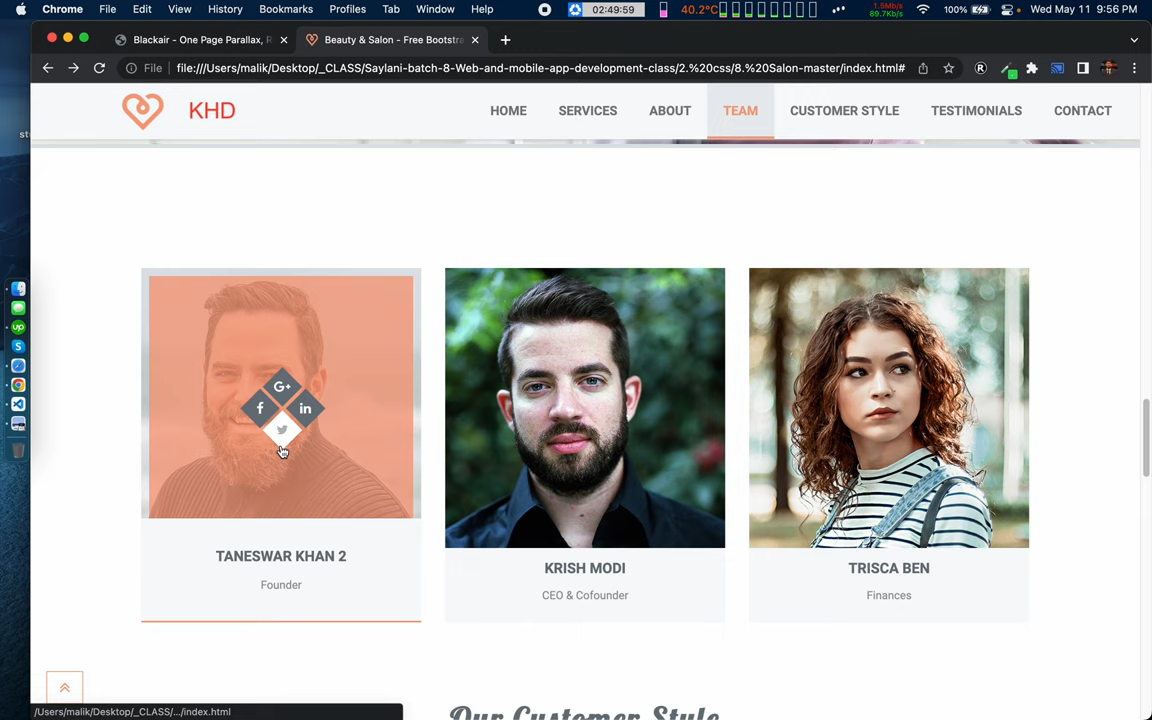 Chrome File Edit View History Bookmarks Profiles Tab Window Help 02:49:59 40.2°C 1.5Mb/s 89.7Kb/s 100% Wed May 11 9:56 PM
Blackair - One Page Parallax, R Beauty & Salon - Free Bootstra
File file:///Users/malik/Desktop/_CLASS/Saylani-batch-8-Web-and-mobile-app-development-class/2.%20css/8.%20Salon-master/index.html#
KHD HOME SERVICES ABOUT TEAM CUSTOMER STYLE TESTIMONIALS CONTACT
G+
f in
TANESWAR KHAN 2
Founder
KRISH MODI
CEO & Cofounder
TRISCA BEN
Finances
Our Customer Style
/Users/malik/Desktop/_CLASS/.../index.html